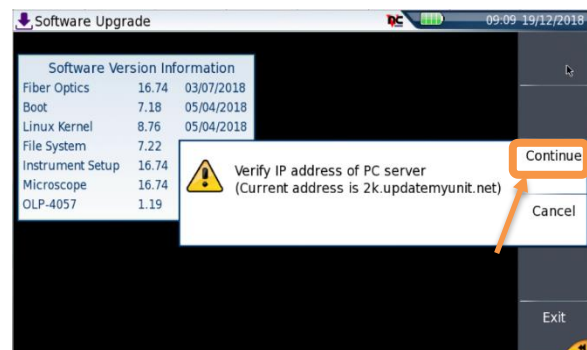 Software Upgrade
09:09 19/12/2018
Software Version Information
Fiber Optics 16.74 03/07/2018
Boot 7.18 05/04/2018
Linux Kernel 8.76 05/04/2018
File System 7.22
Instrument Setup 16.74
Microscope 16.74
OLP-4057 1.19
Verify IP address of PC server
(Current address is 2k.updatemyunit.net)
Continue
Cancel
Exit